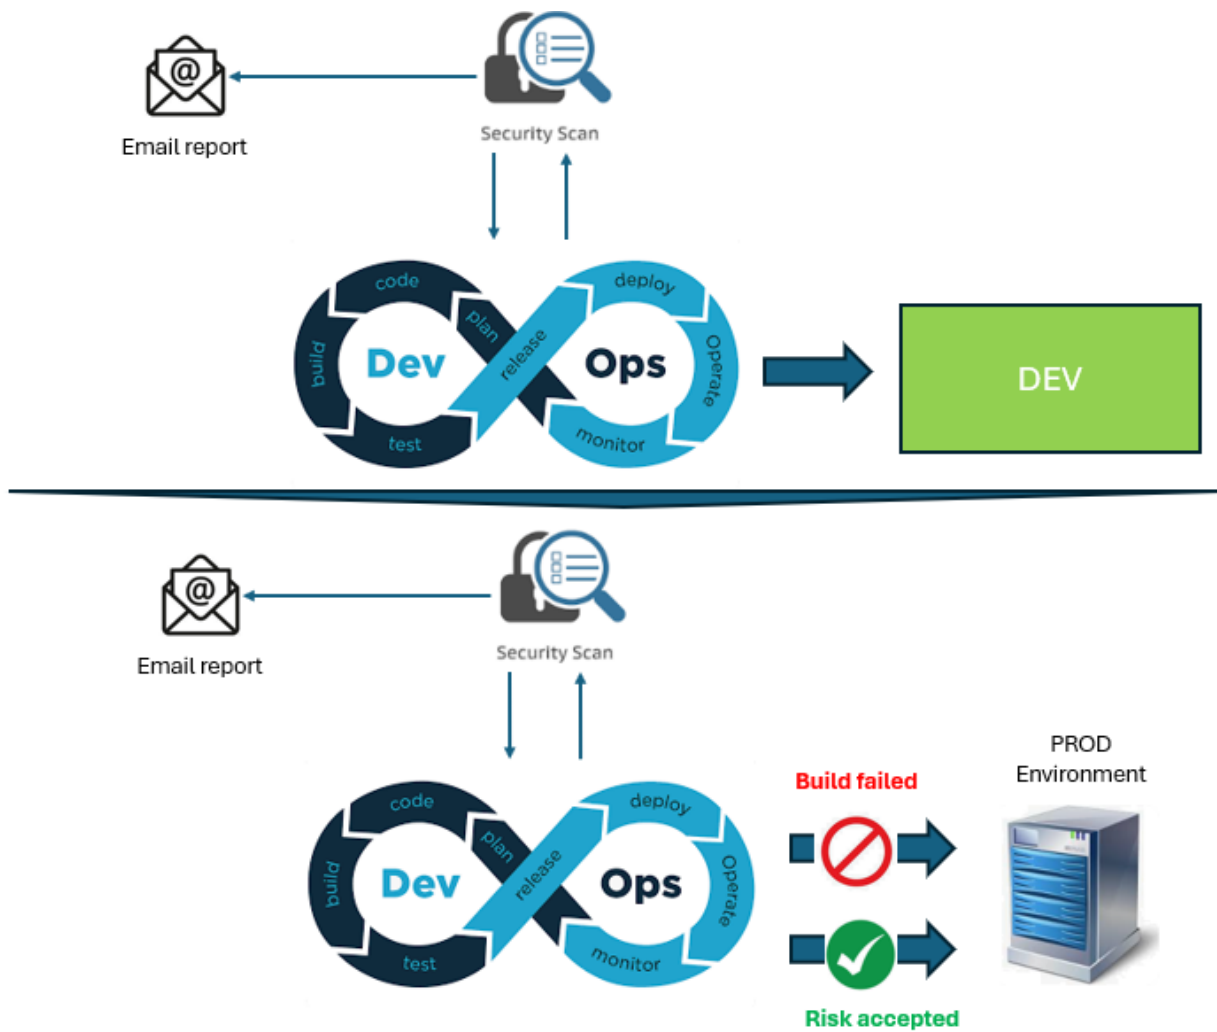 @
Email report
Security Scan
code
plan
build
test
Dev
release
deploy
Operate
monitor
Ops
DEV
@
Email report
Security Scan
code
plan
build
test
Dev
release
deploy
Operate
monitor
Ops
Build failed
Risk accepted
PROD
Environment